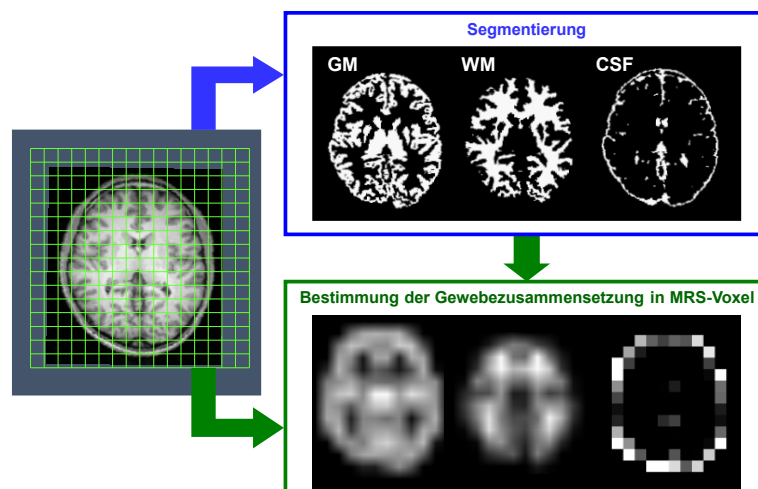 Segmentierung
GM WM CSF
Bestimmung der Gewebezusammensetzung in MRS-Voxel